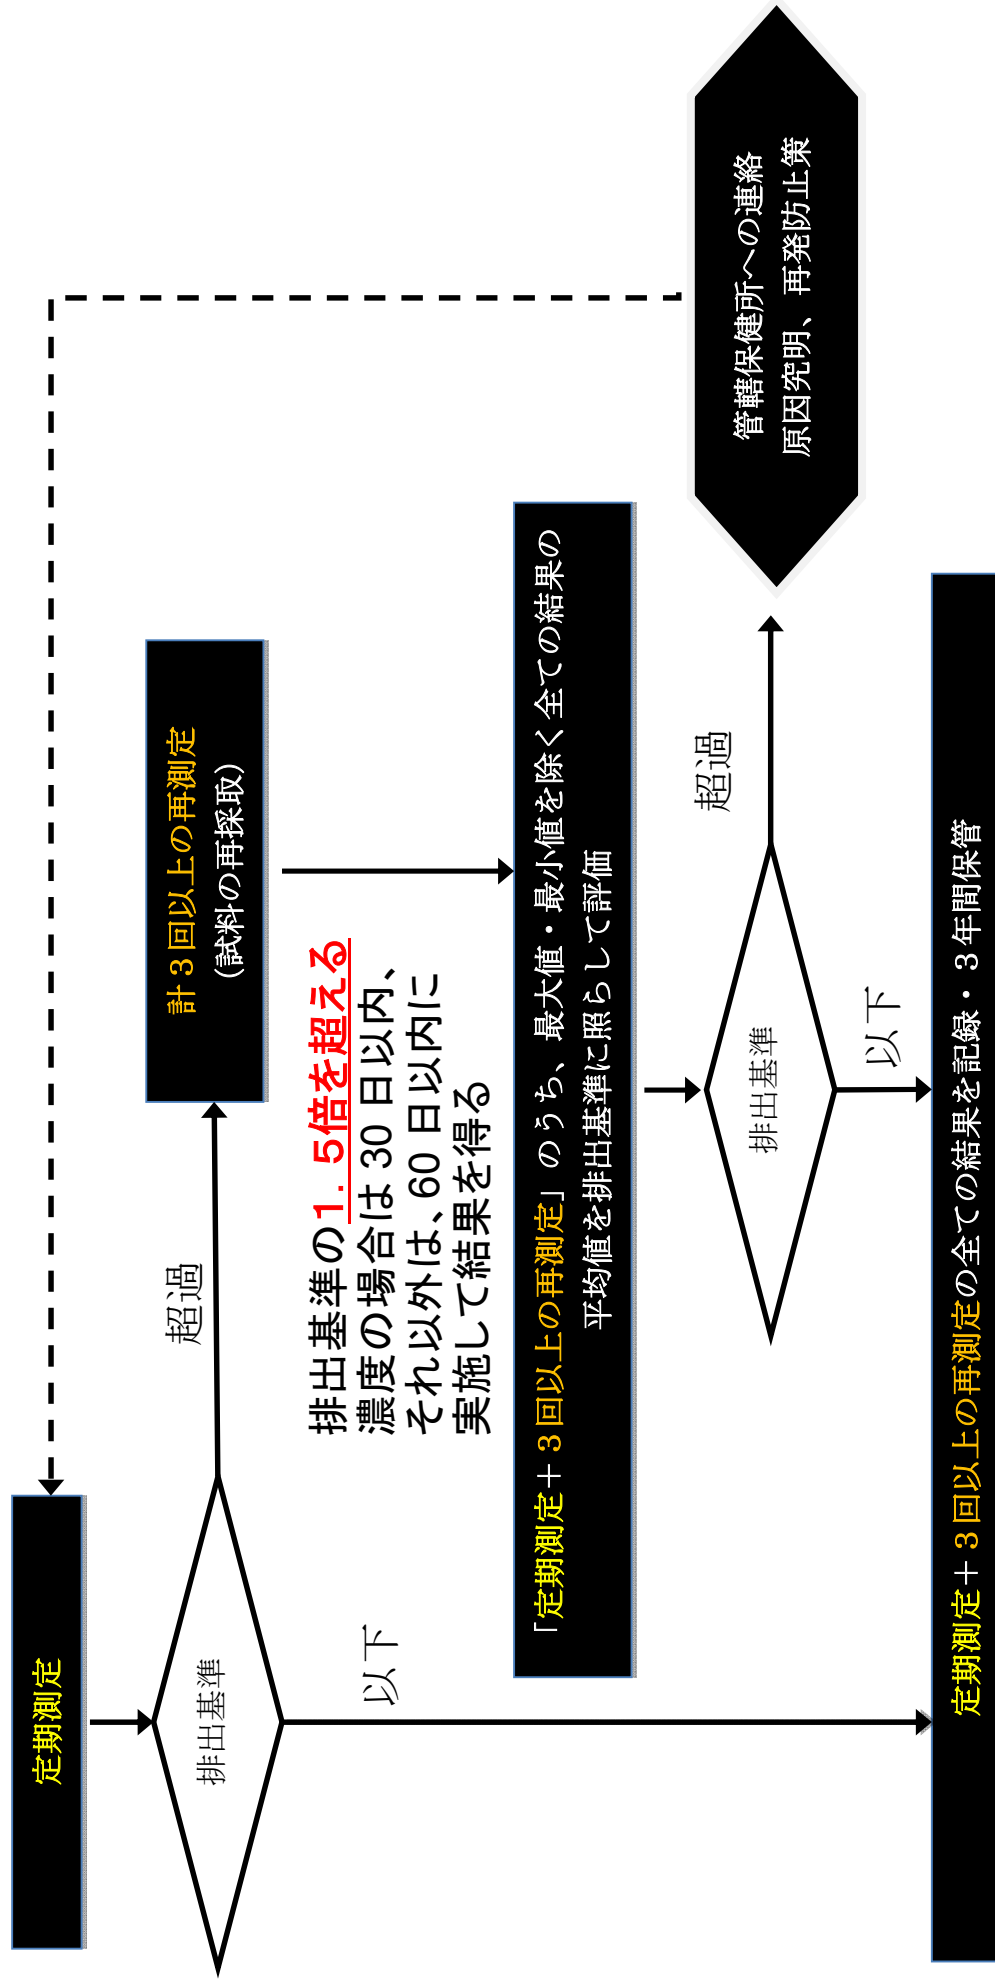 定期測定
排出基準
超過
以下
計３回以上の再測定
（試料の再採取）
排出基準の1．5倍を超える
濃度の場合は 30 日以内、
それ以外は、60 日以内に
実施して結果を得る
「定期測定＋３回以上の再測定」のうち、最大値・最小値を除く全ての結果の
平均値を排出基準に照らして評価
排出基準
超過
以下
管轄保健所への連絡
原因究明、再発防止策
定期測定＋３回以上の再測定の全ての結果を記録・３年間保管